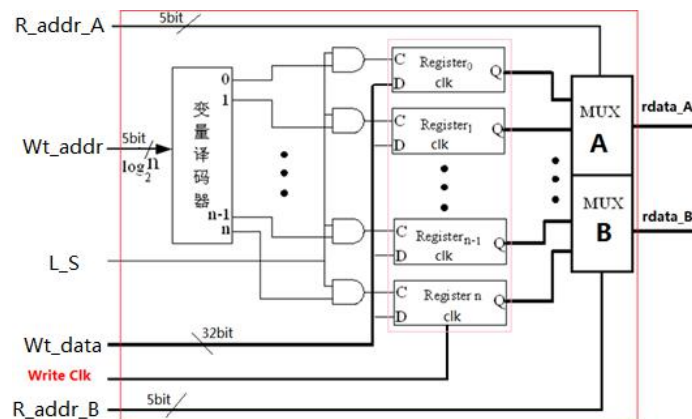 R_addr_A
5bit
C
Register0
Q
D
clk
0
1
变量译码器
MUX
A
rdata_A
C
Register1
Q
D
clk
Wt_addr
5bit
log2n
n-1
n
MUX
B
rdata_B
C
Registern-1
Q
D
clk
L_S
C
Register n
Q
D
clk
Wt_data
32bit
Write Clk
R_addr_B
5bit